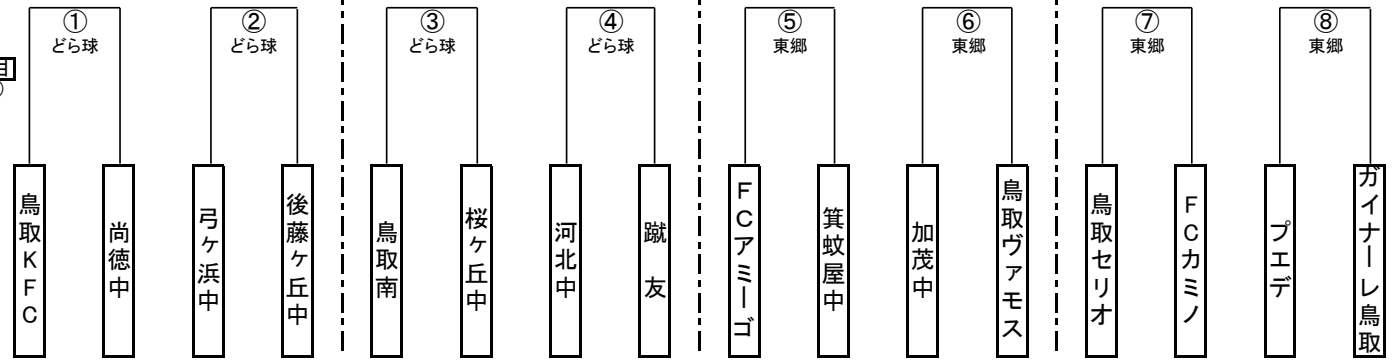 ①
どら球
②
どら球
③
どら球
④
どら球
⑤
東郷
⑥
東郷
⑦
東郷
⑧
東郷
鳥取KFC
尚徳中
弓ヶ浜中
後藤ヶ丘中
鳥取南
桜ヶ丘中
河北中
蹴友
FCアミーゴ
箕蚊屋中
加茂中
鳥取ヴァモス
鳥取セリオ
FCカミノ
プエデ
ガイナーレ鳥取